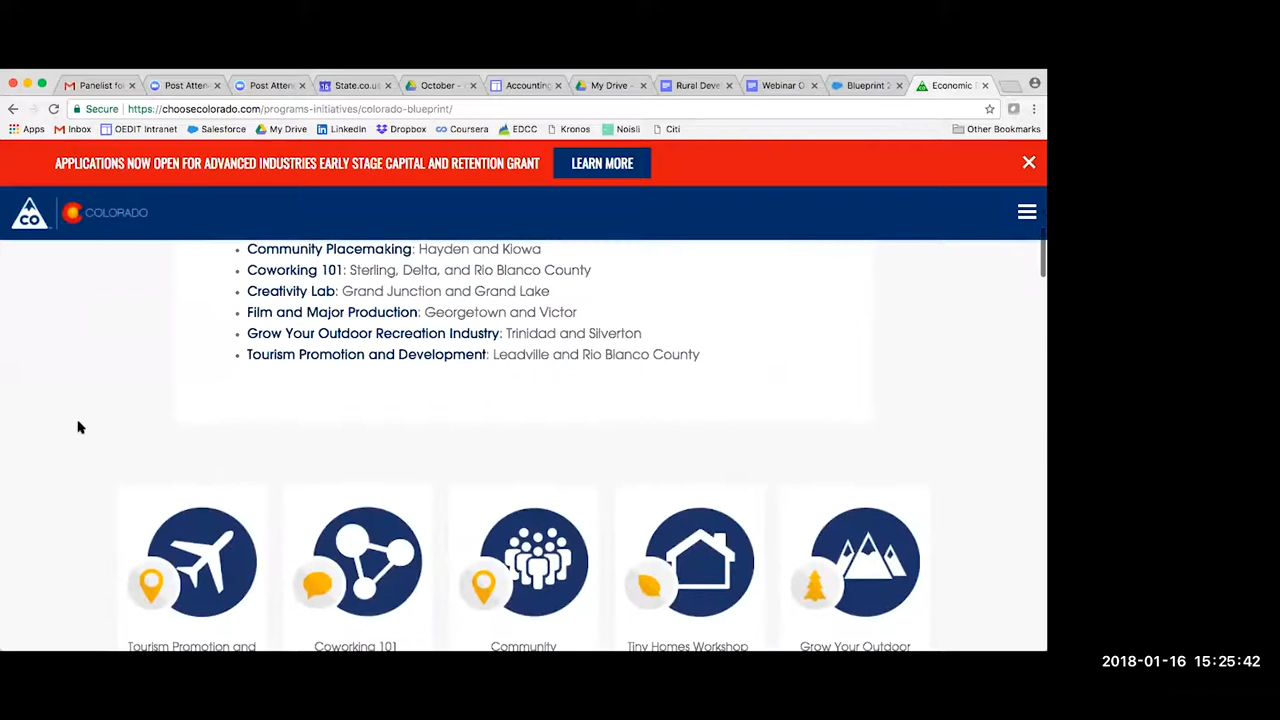 Panelist for
Post Atten
Post Atten
State.co.us
October -
Accounting
My Drive -
Rural Deve
Webinar O
Blueprint 2
Economic D
Secure
https://choosecolorado.com/programs-initiatives/colorado-blueprint/
Apps
Inbox
OEDIT Intranet
Salesforce
My Drive
LinkedIn
Dropbox
Coursera
EDCC
Kronos
Noisli
Citi
Other Bookmarks
APPLICATIONS NOW OPEN FOR ADVANCED INDUSTRIES EARLY STAGE CAPITAL AND RETENTION GRANT
LEARN MORE
CO
COLORADO
• Community Placemaking: Hayden and Kiowa
• Coworking 101: Sterling, Delta, and Rio Blanco County
• Creativity Lab: Grand Junction and Grand Lake
• Film and Major Production: Georgetown and Victor
• Grow Your Outdoor Recreation Industry: Trinidad and Silverton
• Tourism Promotion and Development: Leadville and Rio Blanco County
Tourism Promotion and
Coworking 101
Community
Tiny Homes Workshop
Grow Your Outdoor
2018-01-16 15:25:42